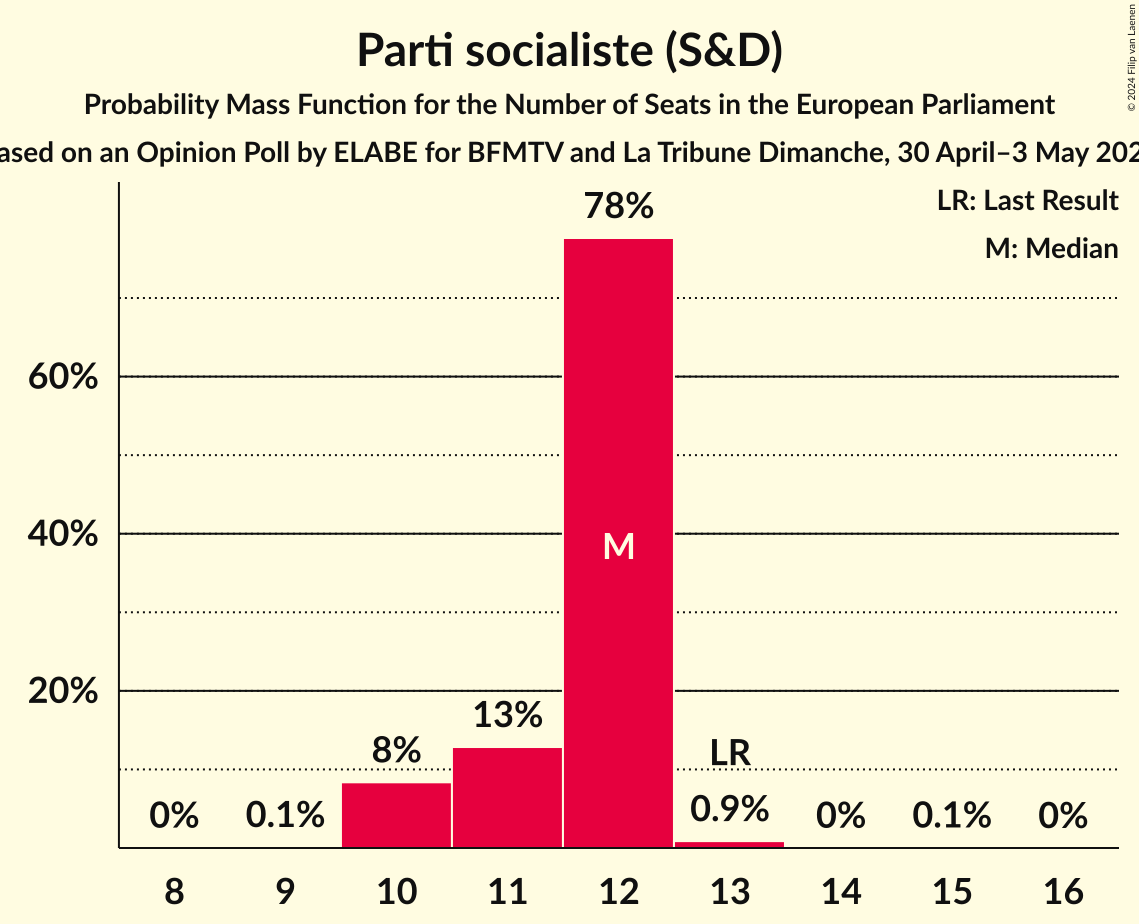 Parti socialiste (S&D)
Probability Mass Function for the Number of Seats in the European Parliament
ased on an Opinion Poll by ELABE for BFMTV and La Tribune Dimanche, 30 April–3 May 202
© 2024 Filip van Laenen
LR: Last Result
M: Median
78%
60%
40%
M
20%
13%
8%
LR
0%
0.1%
0.9%
0%
0.1%
0%
8 9 10 11 12 13 14 15 16